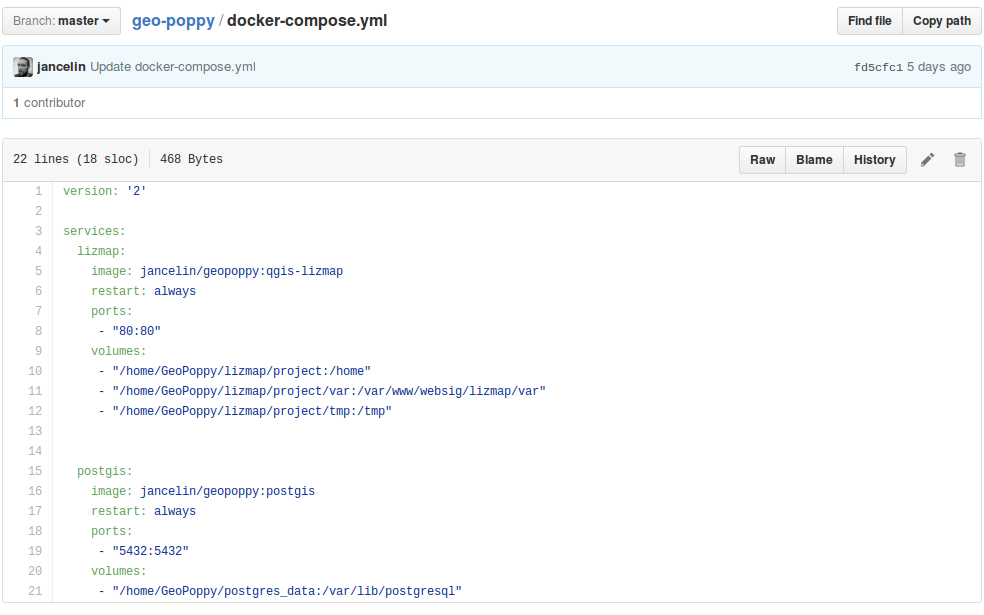 Branch: master geo-poppy / docker-compose.yml Find file Copy path
jancelin Update docker-compose.yml fd5cfc1 5 days ago
1 contributor
22 lines (18 sloc) 468 Bytes Raw Blame History
1 version: '2'
2
3 services:
4 lizmap:
5 image: jancelin/geopoppy:qgis-lizmap
6 restart: always
7 ports:
8 - "80:80"
9 volumes:
10 - "/home/GeoPoppy/lizmap/project:/home"
11 - "/home/GeoPoppy/lizmap/project/var:/var/www/websig/lizmap/var"
12 - "/home/GeoPoppy/lizmap/project/tmp:/tmp"
13
14
15 postgis:
16 image: jancelin/geopoppy:postgis
17 restart: always
18 ports:
19 - "5432:5432"
20 volumes:
21 - "/home/GeoPoppy/postgres_data:/var/lib/postgresql"